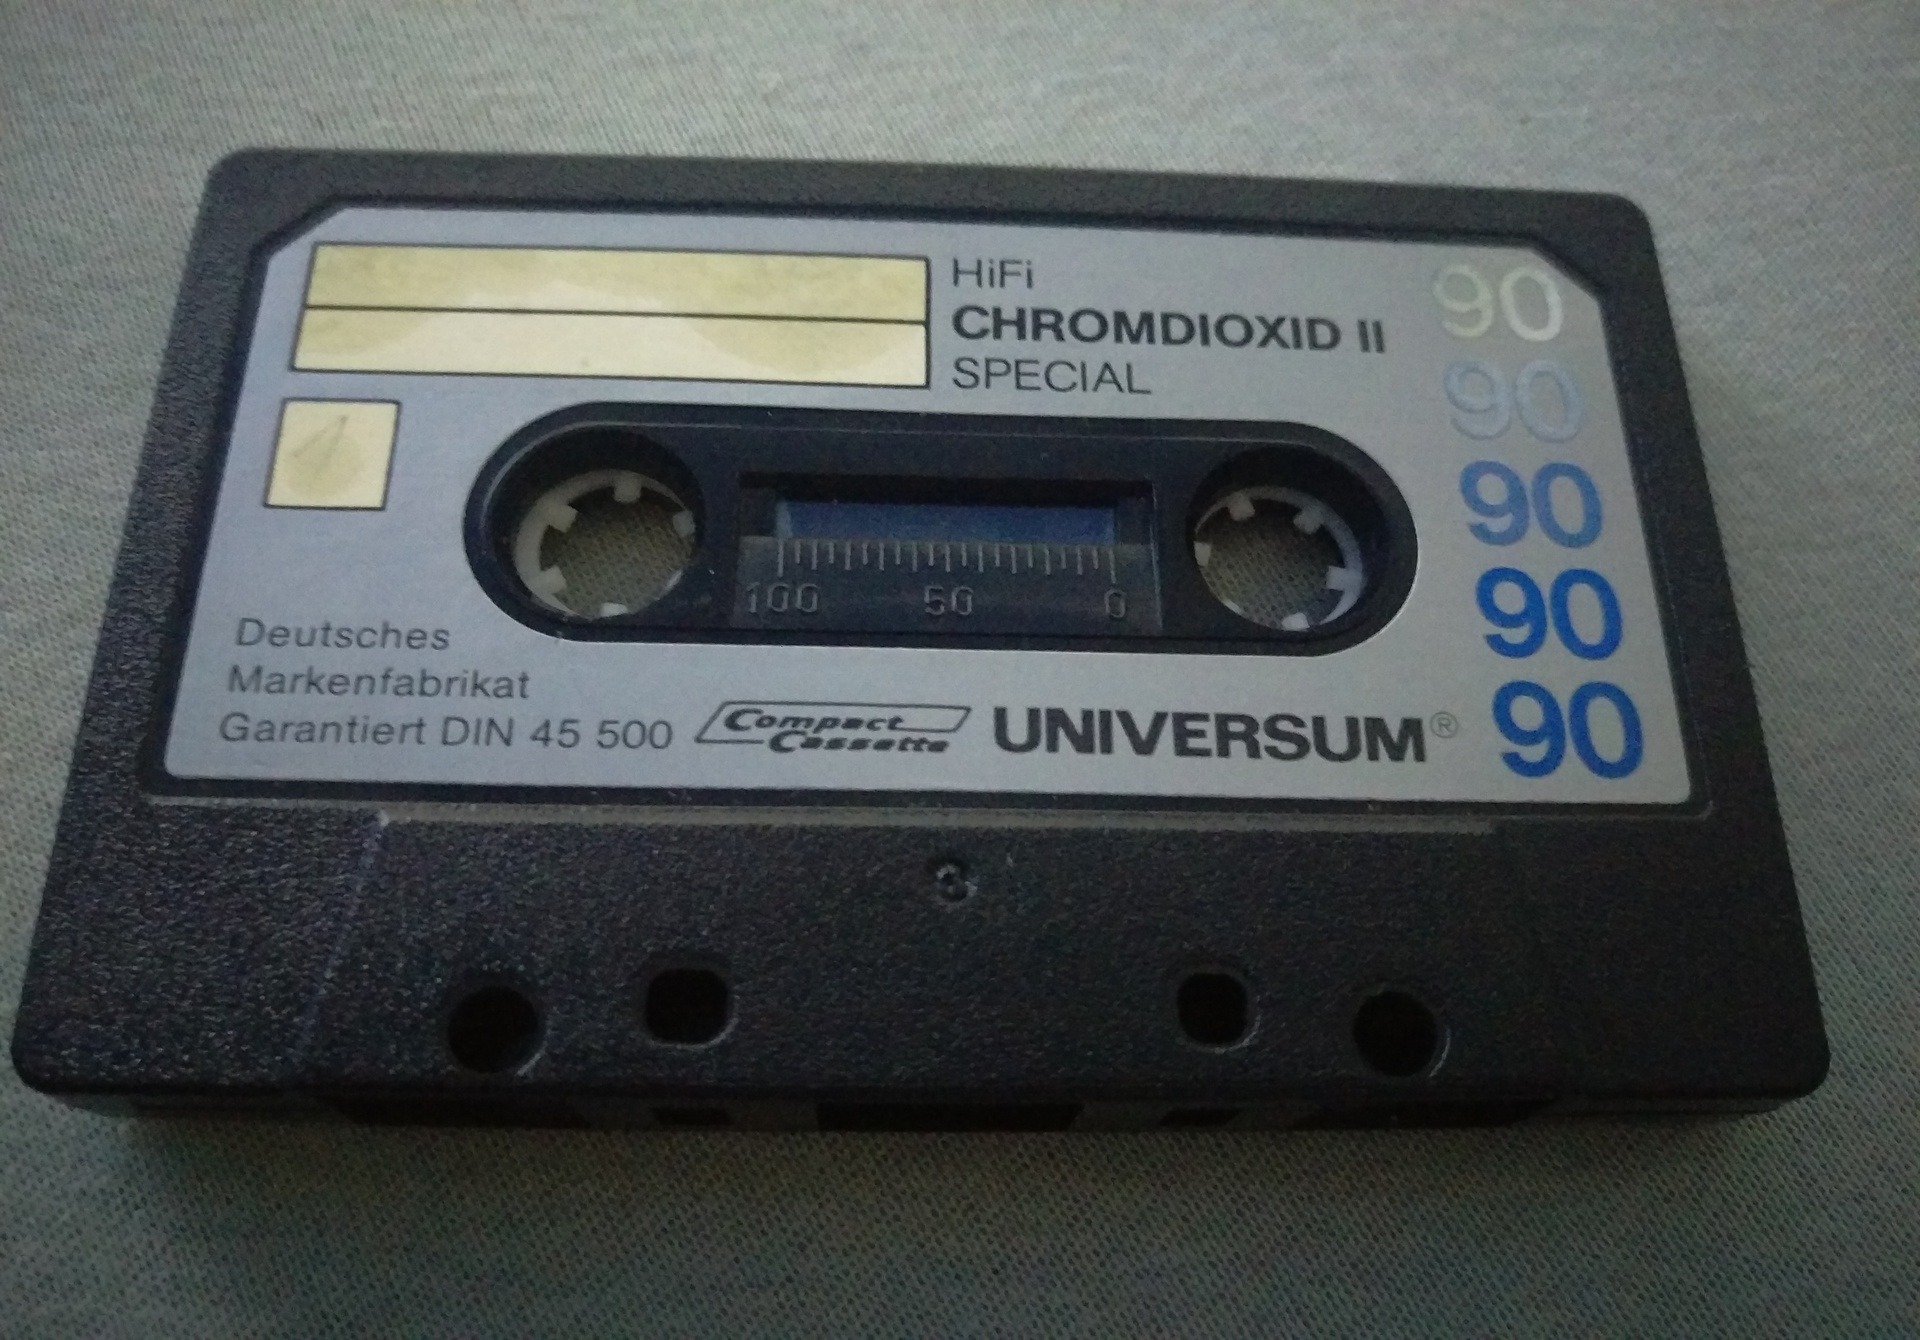 HiFi
CHROMDIOXID II
SPECIAL
90
90
90
90
90
100 50 0
Deutsches
Markenfabrikat
Garantiert DIN 45 500
Compact
Cassette
UNIVERSUM®